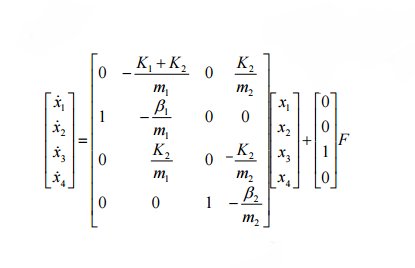 [ẋ₁ ẋ₂ ẋ₃ ẋ₄]ᵀ =
[0 −(K₁ + K₂)/m₁ 0 K₂/m₂
1 −β₁/m₁ 0 0
0 K₂/m₁ 0 −K₂/m₂
0 0 1 −β₂/m₂]
[x₁ x₂ x₃ x₄]ᵀ + [0 0 1 0]ᵀ F